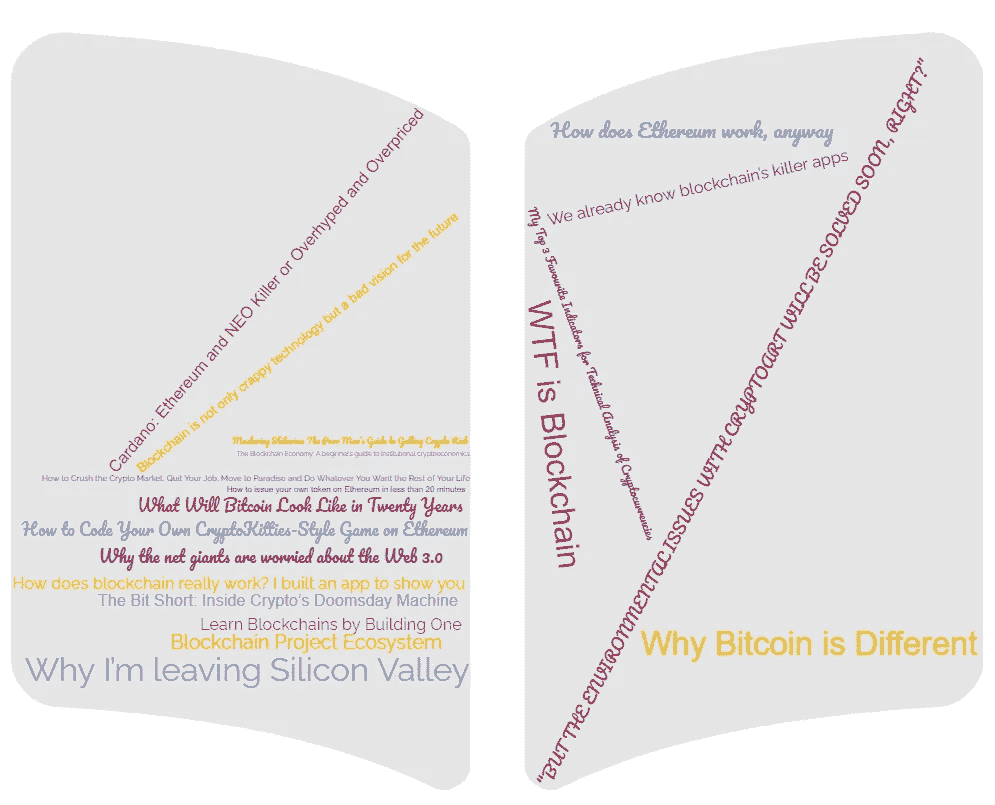 Cardano: Ethereum and NEO Killer or Overhyped and Overpriced
Blockchain is not only crappy technology but a bad vision for the future
Mastering Shitcoins: The Poor Man's Guide to Getting Crypto Rich
The Blockchain Economy: A beginner's guide to institutional cryptoeconomics
How to Crush the Crypto Market, Quit Your Job, Move to Paradise and Do Whatever You Want the Rest of Your Life
How to issue your own token on Ethereum in less than 20 minutes
What Will Bitcoin Look Like in Twenty Years
How to Code Your Own CryptoKitties-Style Game on Ethereum
Why the net giants are worried about the Web 3.0
How does blockchain really work? I built an app to show you
The Bit Short: Inside Crypto's Doomsday Machine
Learn Blockchains by Building One
Blockchain Project Ecosystem
Why I'm leaving Silicon Valley
How does Ethereum work, anyway
We already know blockchain's killer apps
My Top 3 Favourite Indicators for Technical Analysis of Cryptocurrencies
WTF is Blockchain
"BUT THE ENVIRONMENTAL ISSUES WITH CRYPTOART WILL BE SOLVED SOON, RIGHT?"
Why Bitcoin is Different